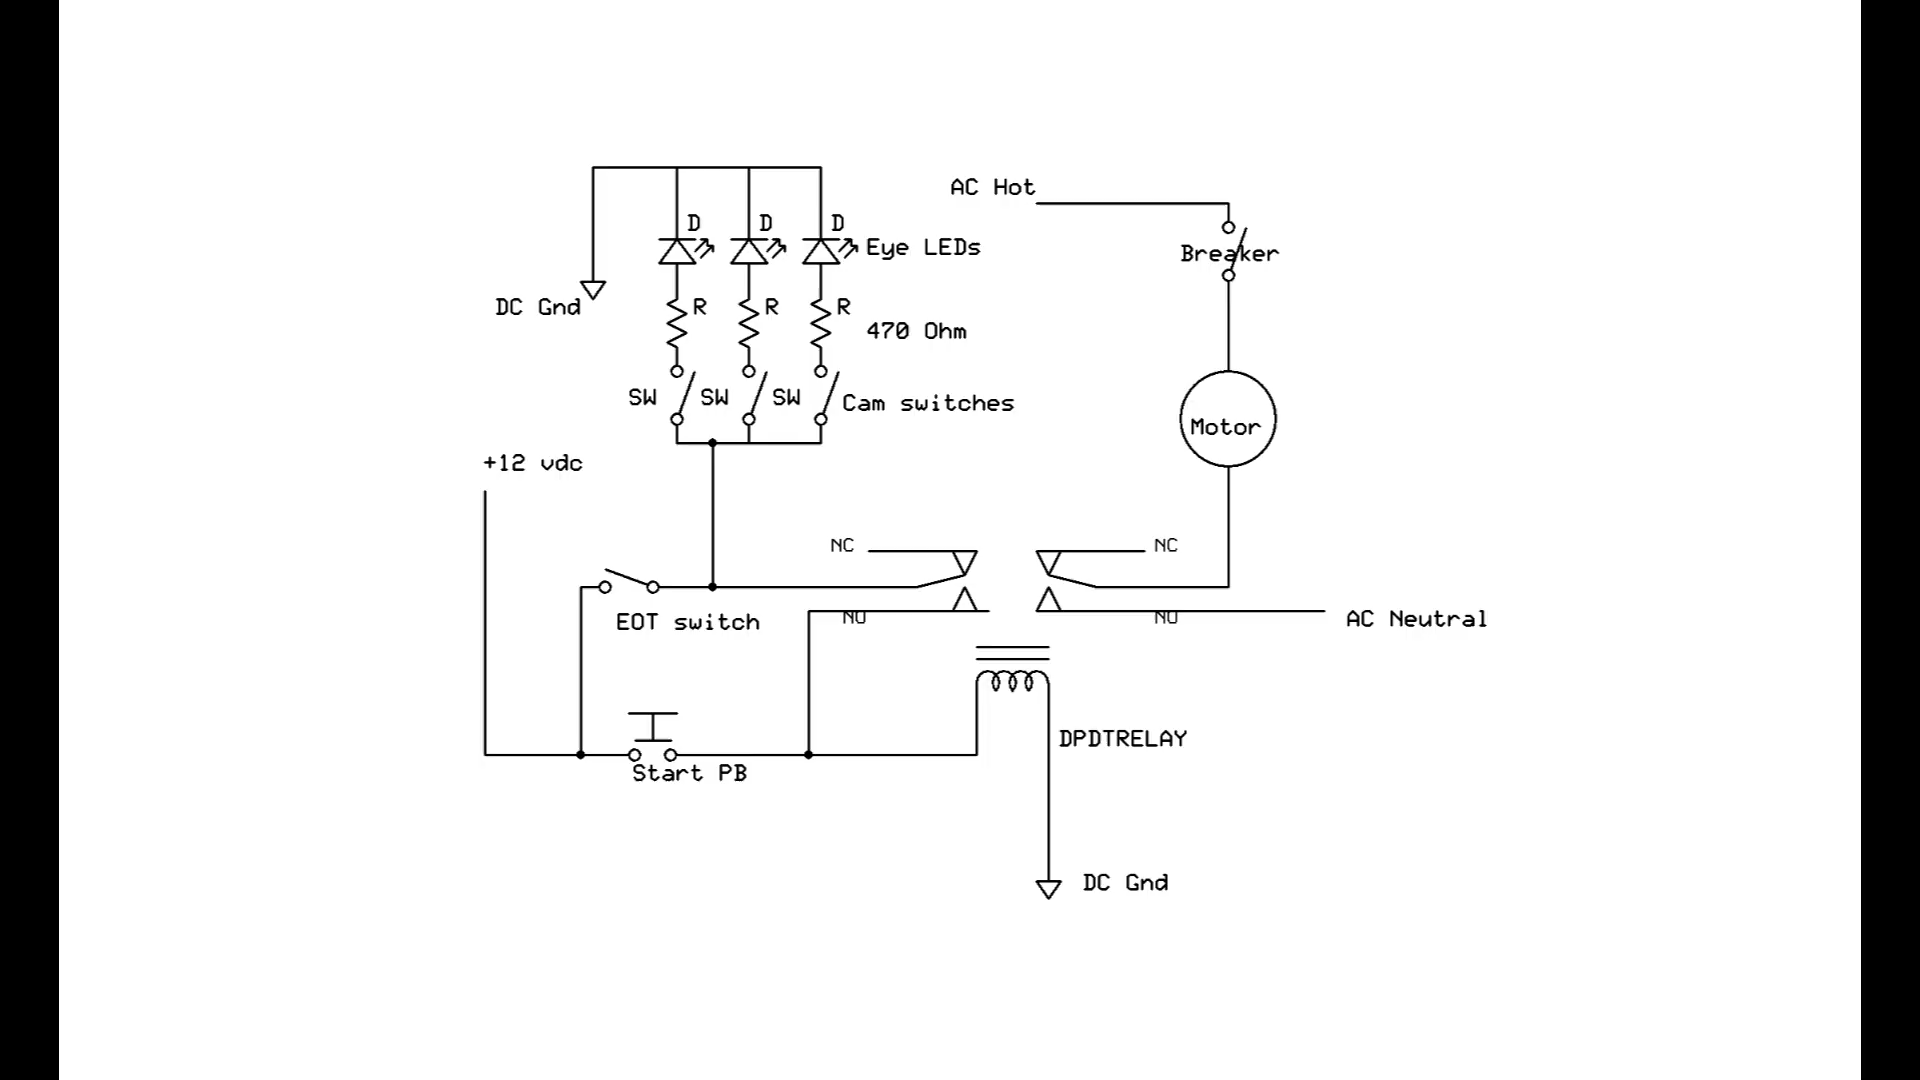 AC Hot
D D D
Eye LEDs
Breaker
DC Gnd
R R R
470 Ohm
SW SW SW
Cam switches
Motor
+12 vdc
NC NC
EOT switch
NO NO
AC Neutral
DPDTRELAY
Start PB
DC Gnd